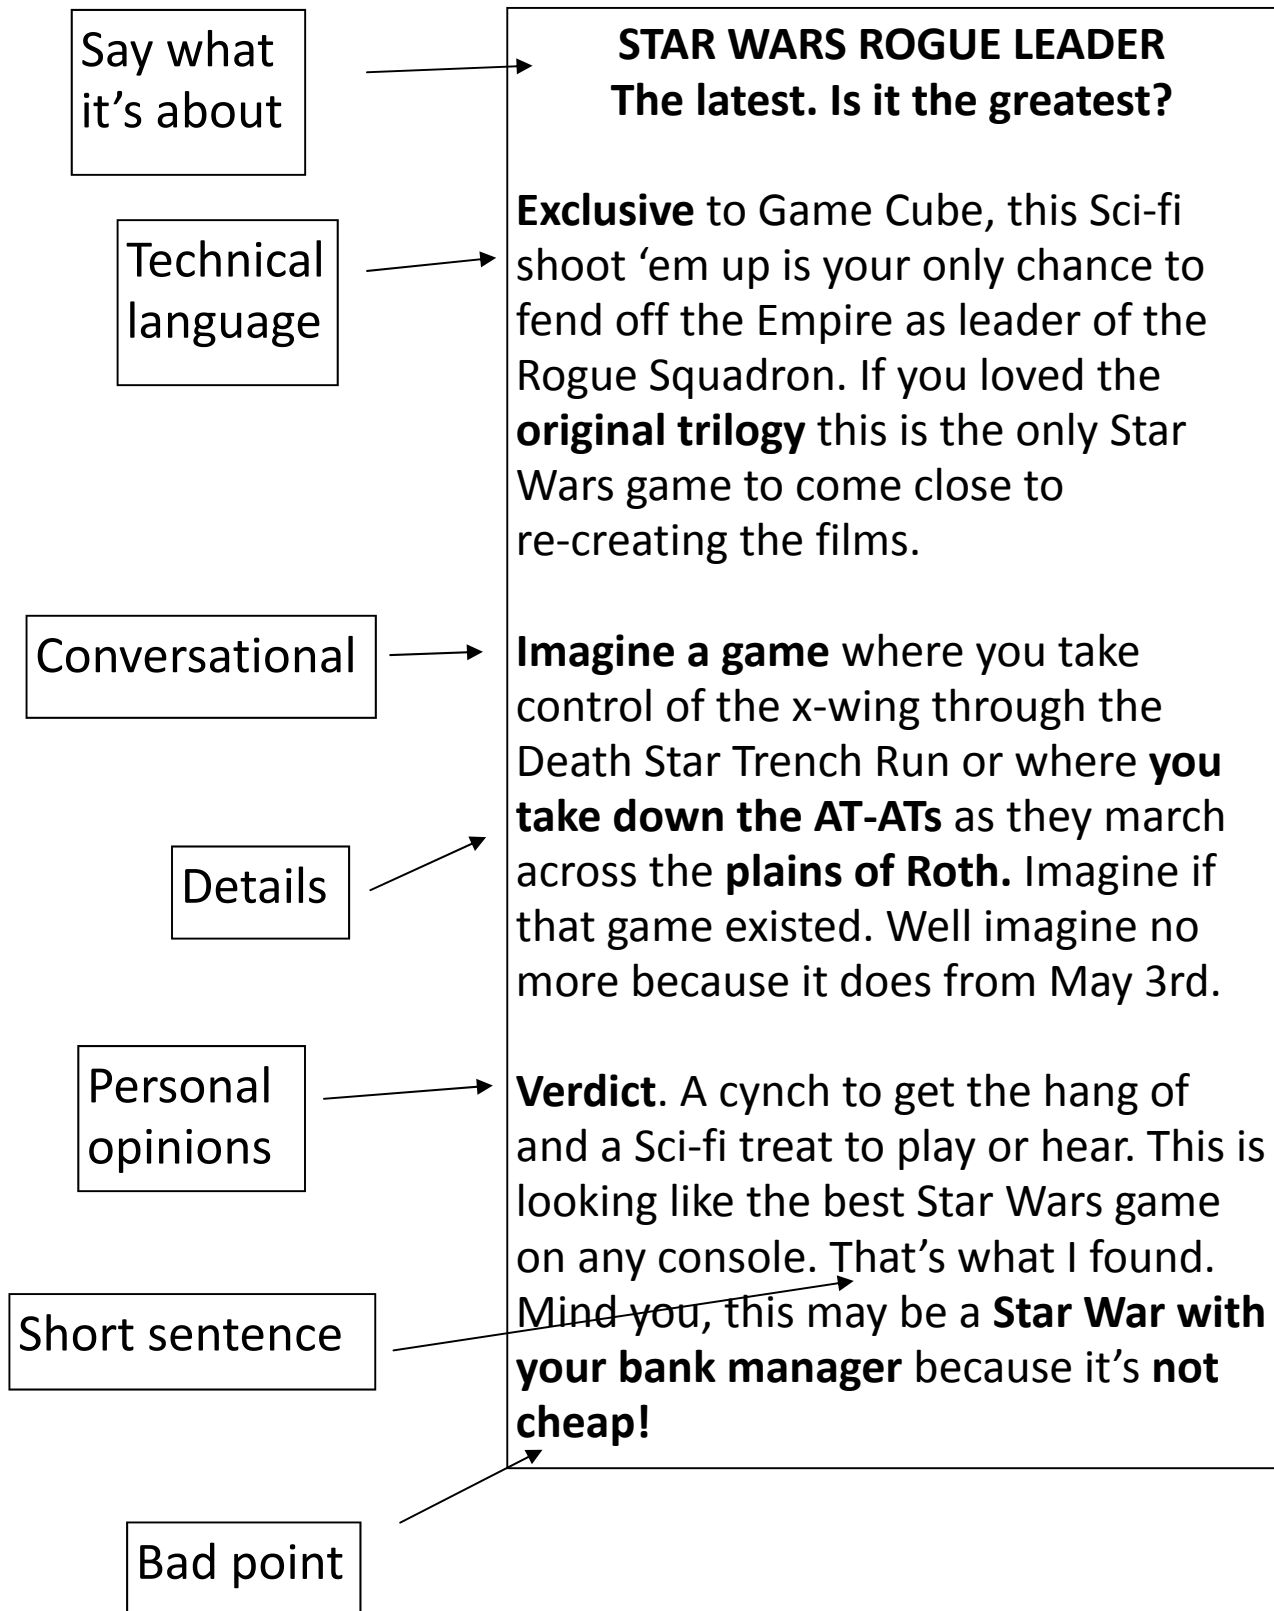 Say what
it's about
STAR WARS ROGUE LEADER
The latest. Is it the greatest?
Technical
language
Exclusive to Game Cube, this Sci-fi
shoot ‘em up is your only chance to
fend off the Empire as leader of the
Rogue Squadron. If you loved the
original trilogy this is the only Star
Wars game to come close to
re-creating the films.
Conversational
Imagine a game where you take
control of the x-wing through the
Death Star Trench Run or where you
take down the AT-ATs as they march
across the plains of Roth. Imagine if
that game existed. Well imagine no
more because it does from May 3rd.
Details
Personal
opinions
Verdict. A cynch to get the hang of
and a Sci-fi treat to play or hear. This is
looking like the best Star Wars game
on any console. That’s what I found.
Mind you, this may be a Star War with
your bank manager because it’s not
cheap!
Short sentence
Bad point